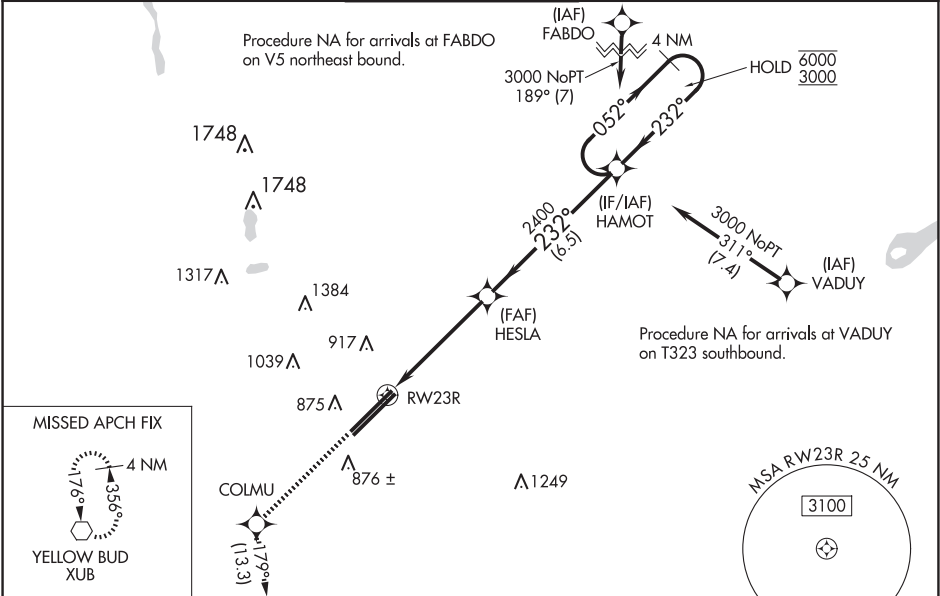 Procedure NA for arrivals at FABDO
on V5 northeast bound.
(IAF)
FABDO
4 NM
3000 NoPT
189° (7)
HOLD
6000
3000
052°
232°
1748
1748
(IF/IAF)
HAMOT
2400
232°
(6.5)
3000 NoPT
311°
(7.4)
(IAF)
VADUY
1317
1384
(FAF)
HESLA
Procedure NA for arrivals at VADUY
on T323 southbound.
917
1039
875
RW23R
MISSED APCH FIX
4 NM
176°
356°
YELLOW BUD
XUB
876 ±
1249
COLMU
179°
(13.3)
MSA RW23R 25 NM
3100